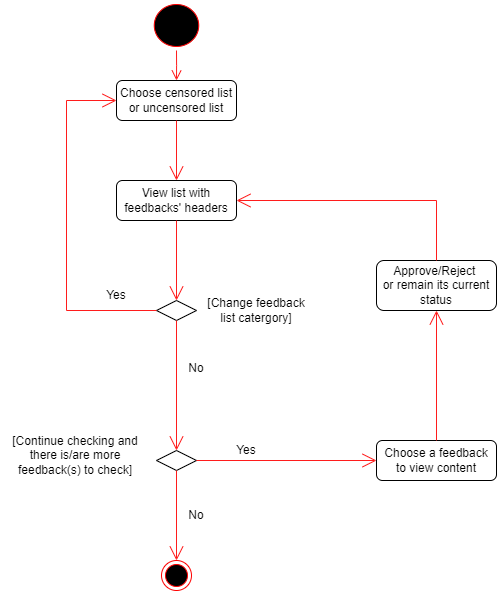 Choose censored list
or uncensored list
View list with
feedbacks' headers
Approve/Reject
or remain its current
status
Yes
[Change feedback
list catergory]
No
[Continue checking and
there is/are more
feedback(s) to check]
Yes
Choose a feedback
to view content
No